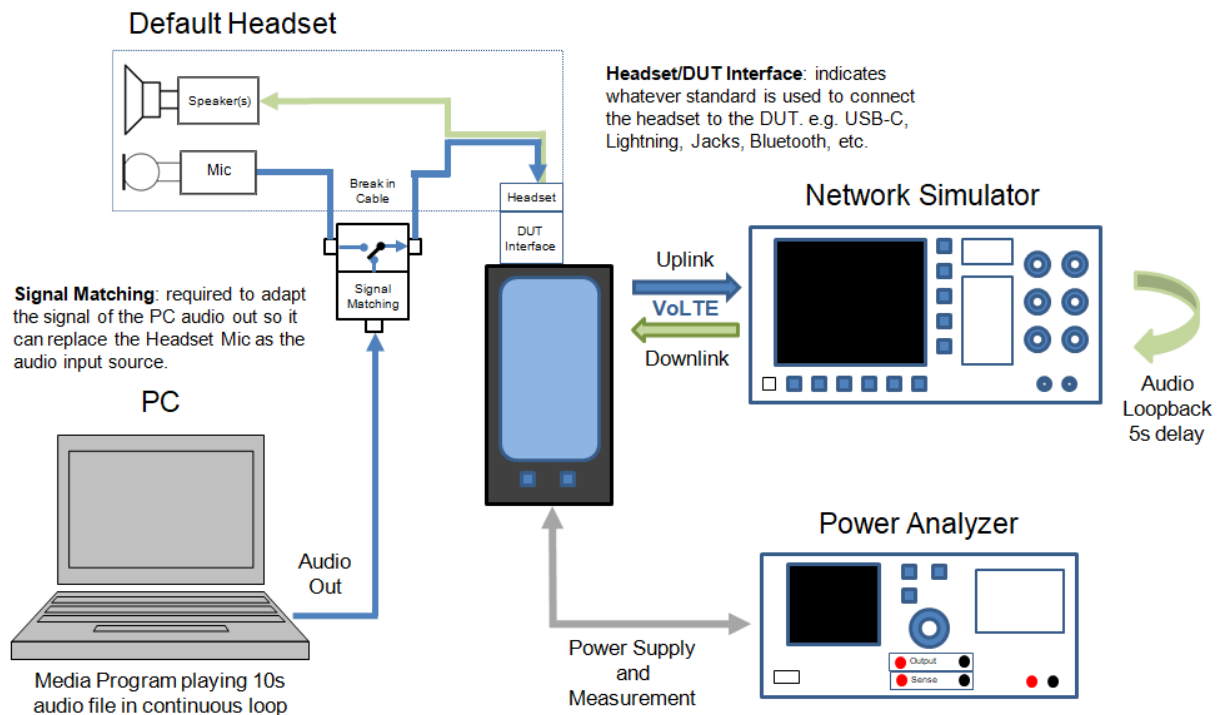 Default Headset
Speaker(s)
Mic
Break in
Cable
Headset
DUT
Interface
Signal
Matching
Headset/DUT Interface: indicates
whatever standard is used to connect
the headset to the DUT. e.g. USB-C,
Lightning, Jacks, Bluetooth, etc.
Network Simulator
Uplink
VoLTE
Downlink
Audio
Loopback
5s delay
Signal Matching: required to adapt
the signal of the PC audio out so it
can replace the Headset Mic as the
audio input source.
PC
Audio
Out
Media Program playing 10s
audio file in continuous loop
Power Analyzer
Output
Sense
Power Supply
and
Measurement